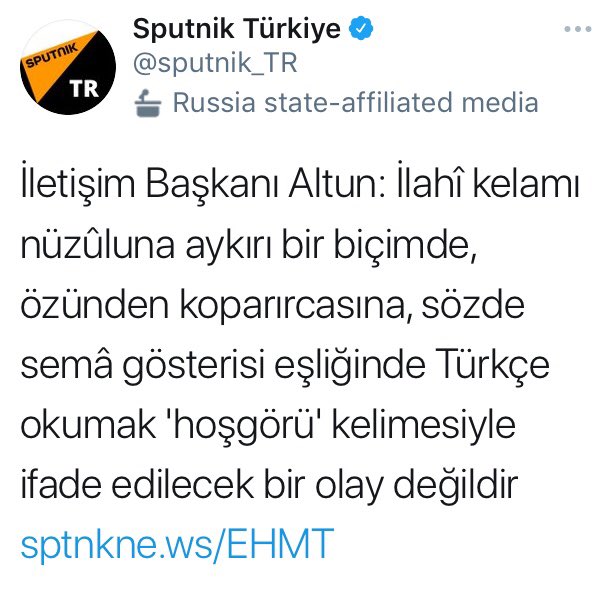 SPUTNIK
TR
Sputnik Türkiye
@sputnik_TR
Russia state-affiliated media
İletişim Başkanı Altun: İlahî kelamı
nüzûluna aykırı bir biçimde,
özünden koparırcasına, sözde
semâ gösterisi eşliğinde Türkçe
okumak 'hoşgörü' kelimesiyle
ifade edilecek bir olay değildir
sptnkne.ws/EHMT